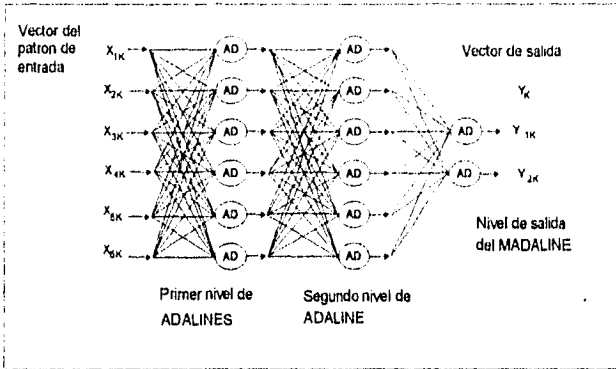 Vector del
patron de
entrada
Vector de salida
X1K
X2K
X3K
X4K
X5K
X6K
AD AD
AD AD
AD AD
AD AD
AD AD
AD AD
AD
AD
YK
Y1K
Y2K
Nivel de salida
del MADALINE
Primer nivel de
ADALINES
Segundo nivel de
ADALINE